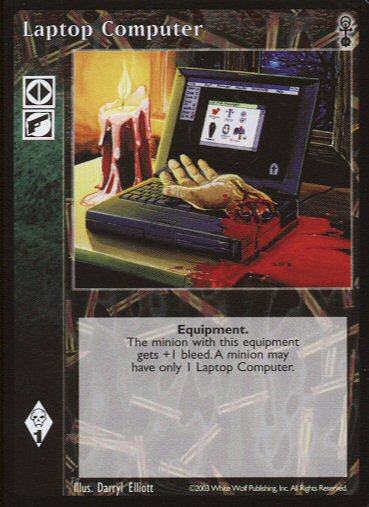 Laptop Computer
Equipment.
The minion with this equipment
gets +1 bleed. A minion may
have only 1 Laptop Computer.
1
Illus. Darryl Elliott
©2003 White Wolf Publishing, Inc. All Rights Reserved.